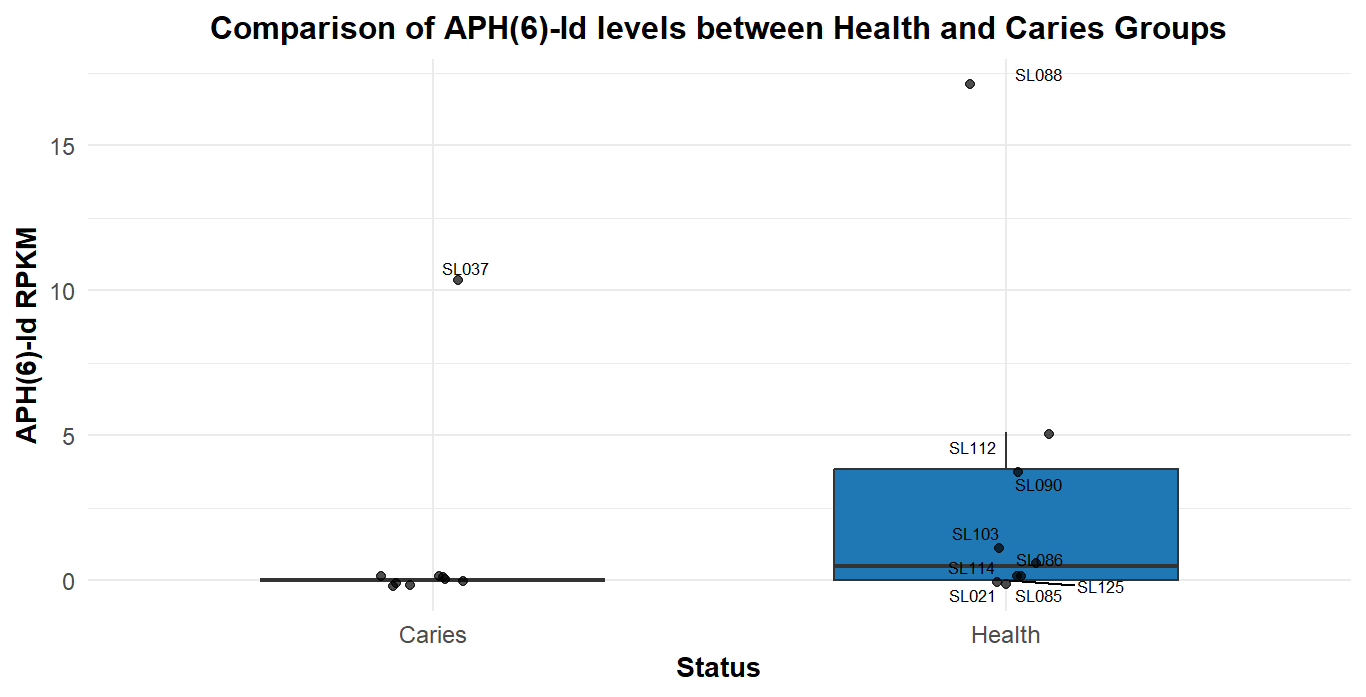 Comparison of APH(6)-Id levels between Health and Caries Groups
SL088
15
SL037
10
APH(6)-Id RPKM
5
SL112
SL090
SL103
SL086
SL114
0
SL125
SL021
SL085
Caries
Health
Status